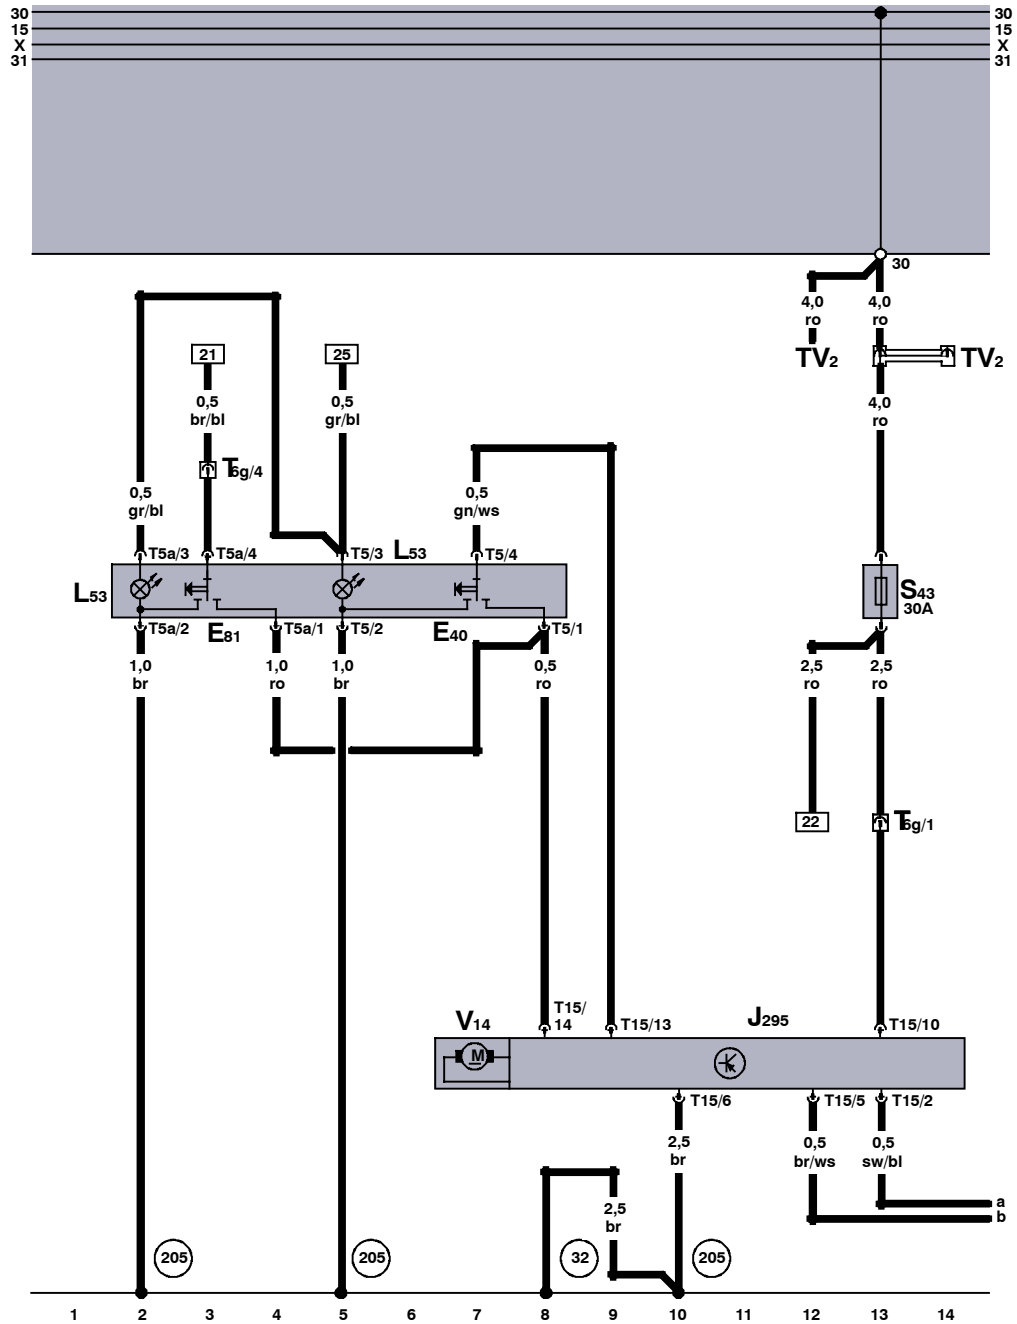 30 30
15 15
X X
31 31
30
4,0 4,0
ro ro
TV2 TV2
21 25
0,5 0,5 4,0
br/bl gr/bl ro
T6g/4
0,5 0,5
gr/bl gn/ws
T5a/3 T5a/4 T5/3 L53 T5/4
L53 S43
30A
T5a/2 E81 T5a/1 T5/2 E40 T5/1
1,0 1,0 1,0 0,5 2,5 2,5
br ro br ro ro ro
22 T6g/1
T15/
14
V14 T15/13 J295 T15/10
M
T15/6 T15/5 T15/2
2,5 0,5 0,5
br br/ws sw/bl
2,5
br
a
b
205 205 32 205
1 2 3 4 5 6 7 8 9 10 11 12 13 14